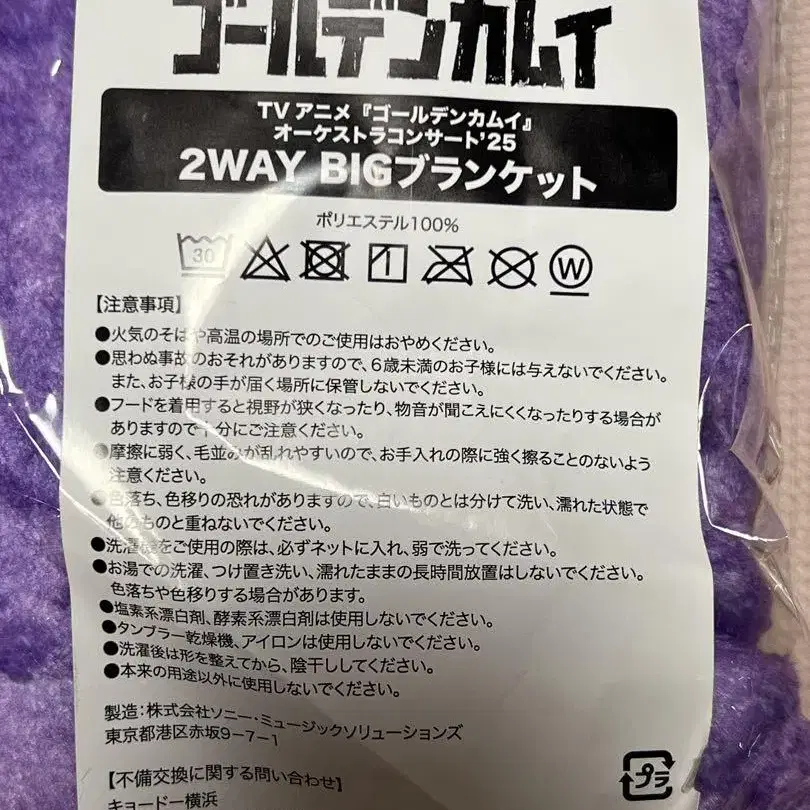 ゴールデンカムイ
TVアニメ『ゴールデンカムイ』
オーケストラコンサート'25
2WAY BIGブランケット
ポリエステル100%
30
W
【注意事項】
●火気のそばや高温の場所でのご使用はおやめください。
●思わぬ事故のおそれがありますので、6歳未満のお子様には与えないでください。
また、お子様の手が届く場所に保管しないでください。
●フードを着用すると視野が狭くなったり、物音が聞こえにくくなったりする場合が
ありますので十分にご注意ください。
●摩擦に弱く、毛並みが乱れやすいので、お手入れの際に強く擦ることのないよう
注意ください。
●色落ち、色移りの恐れがありますので、白いものとは分けて洗い、濡れた状態で
他のものと重ねないでください。
●洗濯機をご使用の際は、必ずネットに入れ、弱で洗ってください。
●お湯での洗濯、つけ置き洗い、濡れたままの長時間放置はしないでください。
色落ちや色移りする場合があります。
●塩素系漂白剤、酵素系漂白剤は使用しないでください。
●タンブラー乾燥機、アイロンは使用しないでください。
●洗濯後は形を整えてから、陰干ししてください。
●本来の用途以外に使用しないでください。
製造:株式会社ソニー・ミュージックソリューションズ
東京都港区赤坂9-7-1
プラ
【不備交換に関する問い合わせ】
キョードー横浜